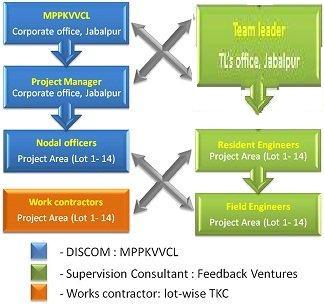 MPPKVVCL
Corporate office, Jabalpur
Team leader
TL's office, Jabalpur
Project Manager
Corporate office, Jabalpur
Nodal officers
Project Area (Lot 1- 14)
Resident Engineers
Project Area (Lot 1- 14)
Work contractors
Project Area (Lot 1- 14)
Field Engineers
Project Area (Lot 1- 14)
- DISCOM : MPPKVVCL
- Supervision Consultant : Feedback Ventures
- Works contractor: lot-wise TKC